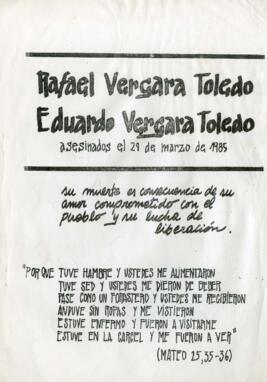 Rafael Vergara Toledo
Eduardo Vergara Toledo
asesinados el 29 de marzo de 1985
su muerte es consecuencia de su
amor comprometido con el
pueblo y su lucha de
liberación.
"PORQUE TUVE HAMBRE Y USTEDES ME ALIMENTARON
TUVE SED Y USTEDES ME DIERON DE BEBER
PASE COMO UN FORASTERO Y USTEDES ME RECIBIERON
ANDUVE SIN ROPAS Y ME VISTIERON
ESTUVE ENFERMO Y FUERON A VISITARME
ESTUVE EN LA CARCEL Y ME FUERON A VER"
(MATEO 25,35-36)